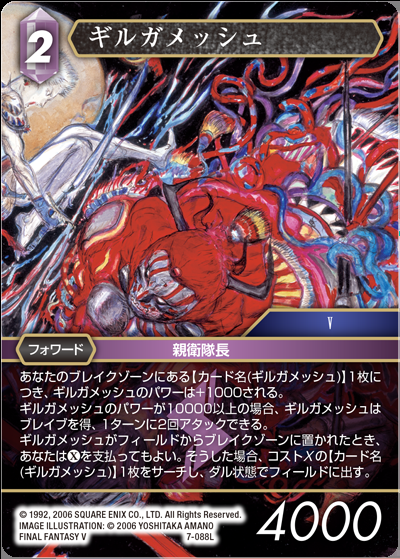 2
ギルガメッシュ
V
フォワード
親衛隊長
あなたのブレイクゾーンにある【カード名(ギルガメッシュ)】1枚に
つき、ギルガメッシュのパワーは+1000される。
ギルガメッシュのパワーが10000以上の場合、ギルガメッシュは
ブレイブを得、1ターンに2回アタックできる。
ギルガメッシュがフィールドからブレイクゾーンに置かれたとき、
あなたはⓍを支払ってもよい。そうした場合、コストXの【カード名
(ギルガメッシュ)】1枚をサーチし、ダル状態でフィールドに出す。
© 1992, 2006 SQUARE ENIX CO., LTD. All Rights Reserved.
IMAGE ILLUSTRATION: © 2006 YOSHITAKA AMANO
FINAL FANTASY V
7-088L
4000